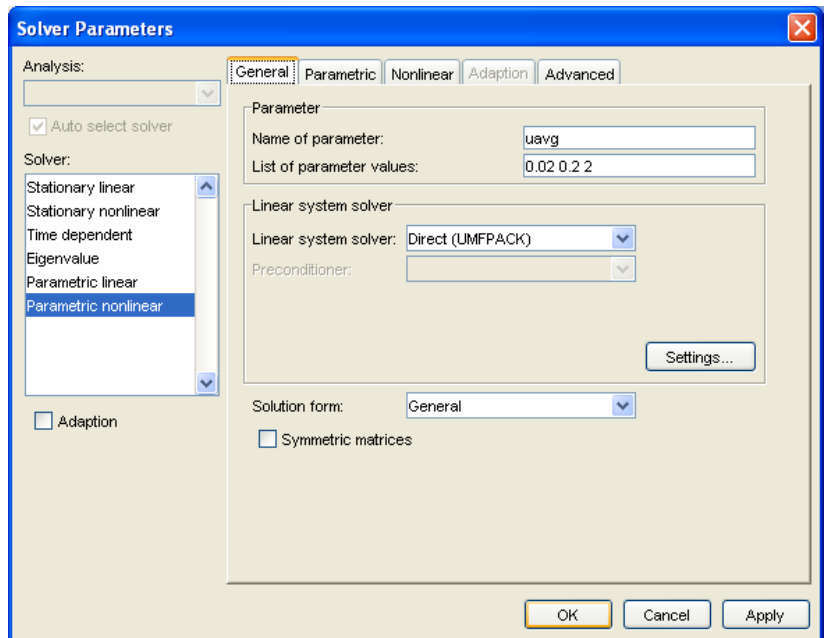 Solver Parameters
Analysis:
Auto select solver
Solver:
Stationary linear
Stationary nonlinear
Time dependent
Eigenvalue
Parametric linear
Parametric nonlinear
Adaption
General Parametric Nonlinear Adaption Advanced
Parameter
Name of parameter: uavg
List of parameter values: 0.02 0.2 2
Linear system solver
Linear system solver: Direct (UMFPACK)
Preconditioner:
Settings...
Solution form: General
Symmetric matrices
OK Cancel Apply